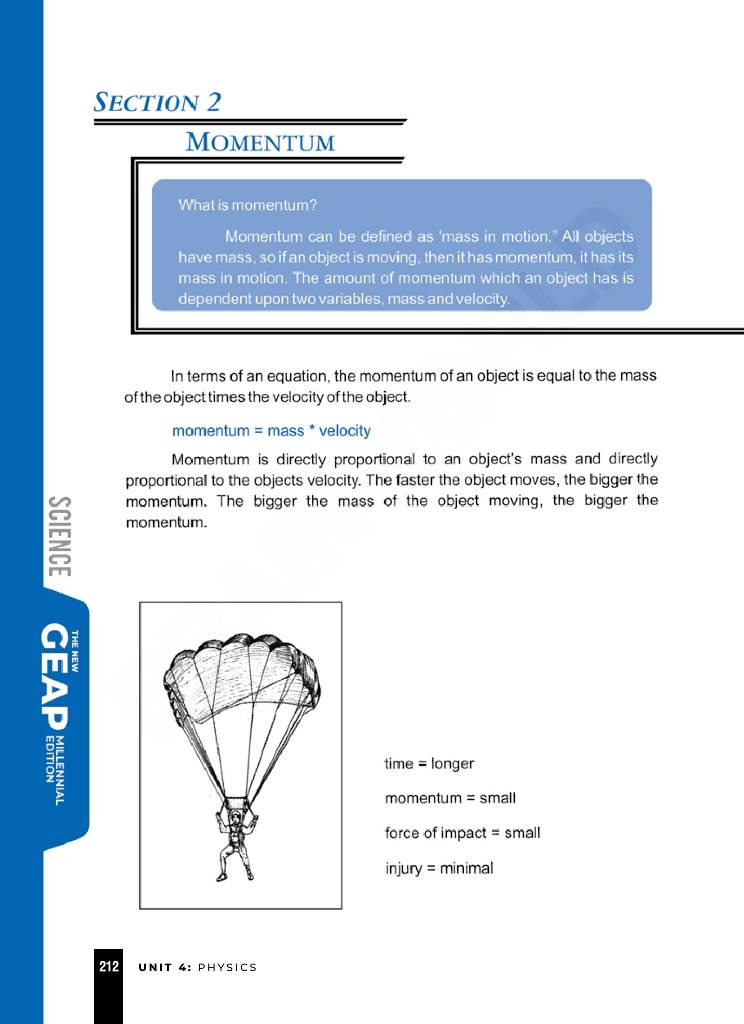 SECTION 2
MOMENTUM
What is momentum?
Momentum can be defined as 'mass in motion." All objects
have mass, so if an object is moving, then it has momentum, it has its
mass in motion. The amount of momentum which an object has is
dependent upon two variables, mass and velocity.
In terms of an equation, the momentum of an object is equal to the mass
of the object times the velocity of the object.
momentum = mass * velocity
Momentum is directly proportional to an object's mass and directly
proportional to the objects velocity. The faster the object moves, the bigger the
momentum. The bigger the mass of the object moving, the bigger the
momentum.
SCIENCE
THE NEW
GEAP
MILLENNIAL
EDITION
time = longer
momentum = small
force of impact = small
injury = minimal
212 UNIT 4: PHYSICS